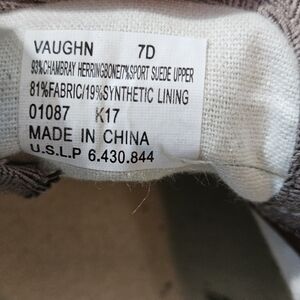 VAUGHN 7D
93%CHAMBRAY HERRINGBONE/7%SPORT SUEDE UPPER
81%FABRIC/19%SYNTHETIC LINING
01087 K17
MADE IN CHINA
U.S.L.P 6.430.844